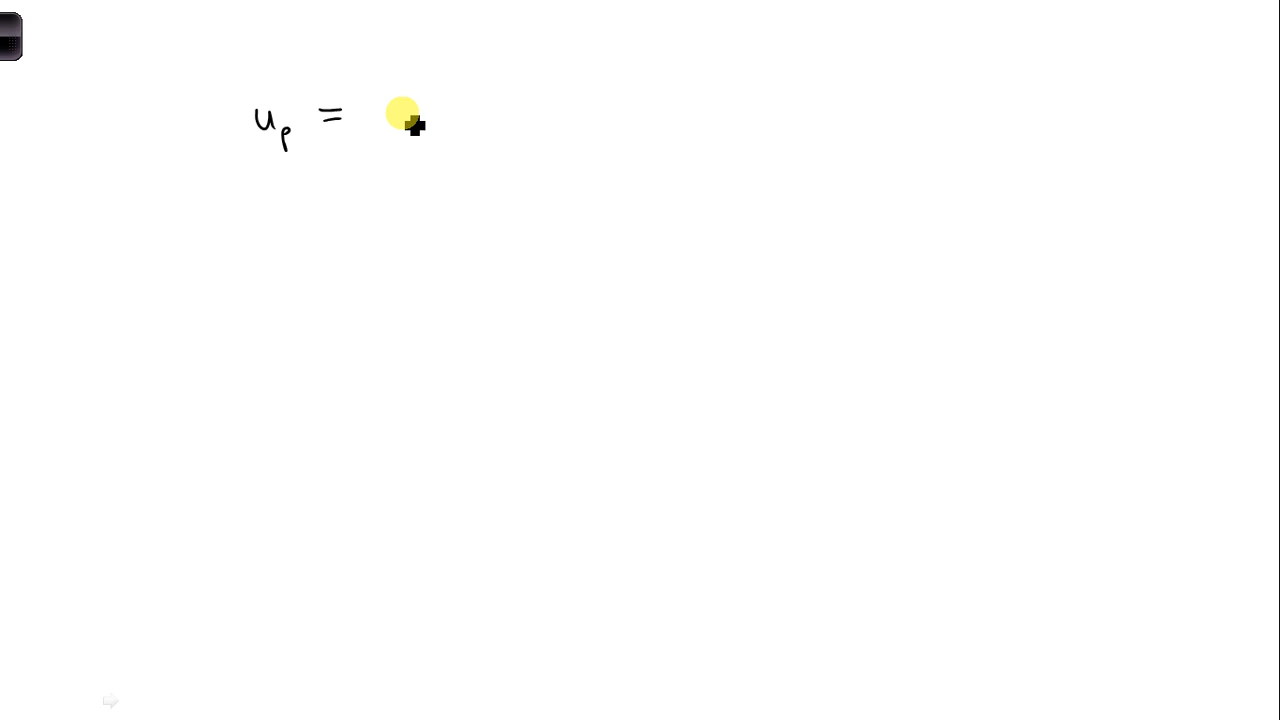 u_p =